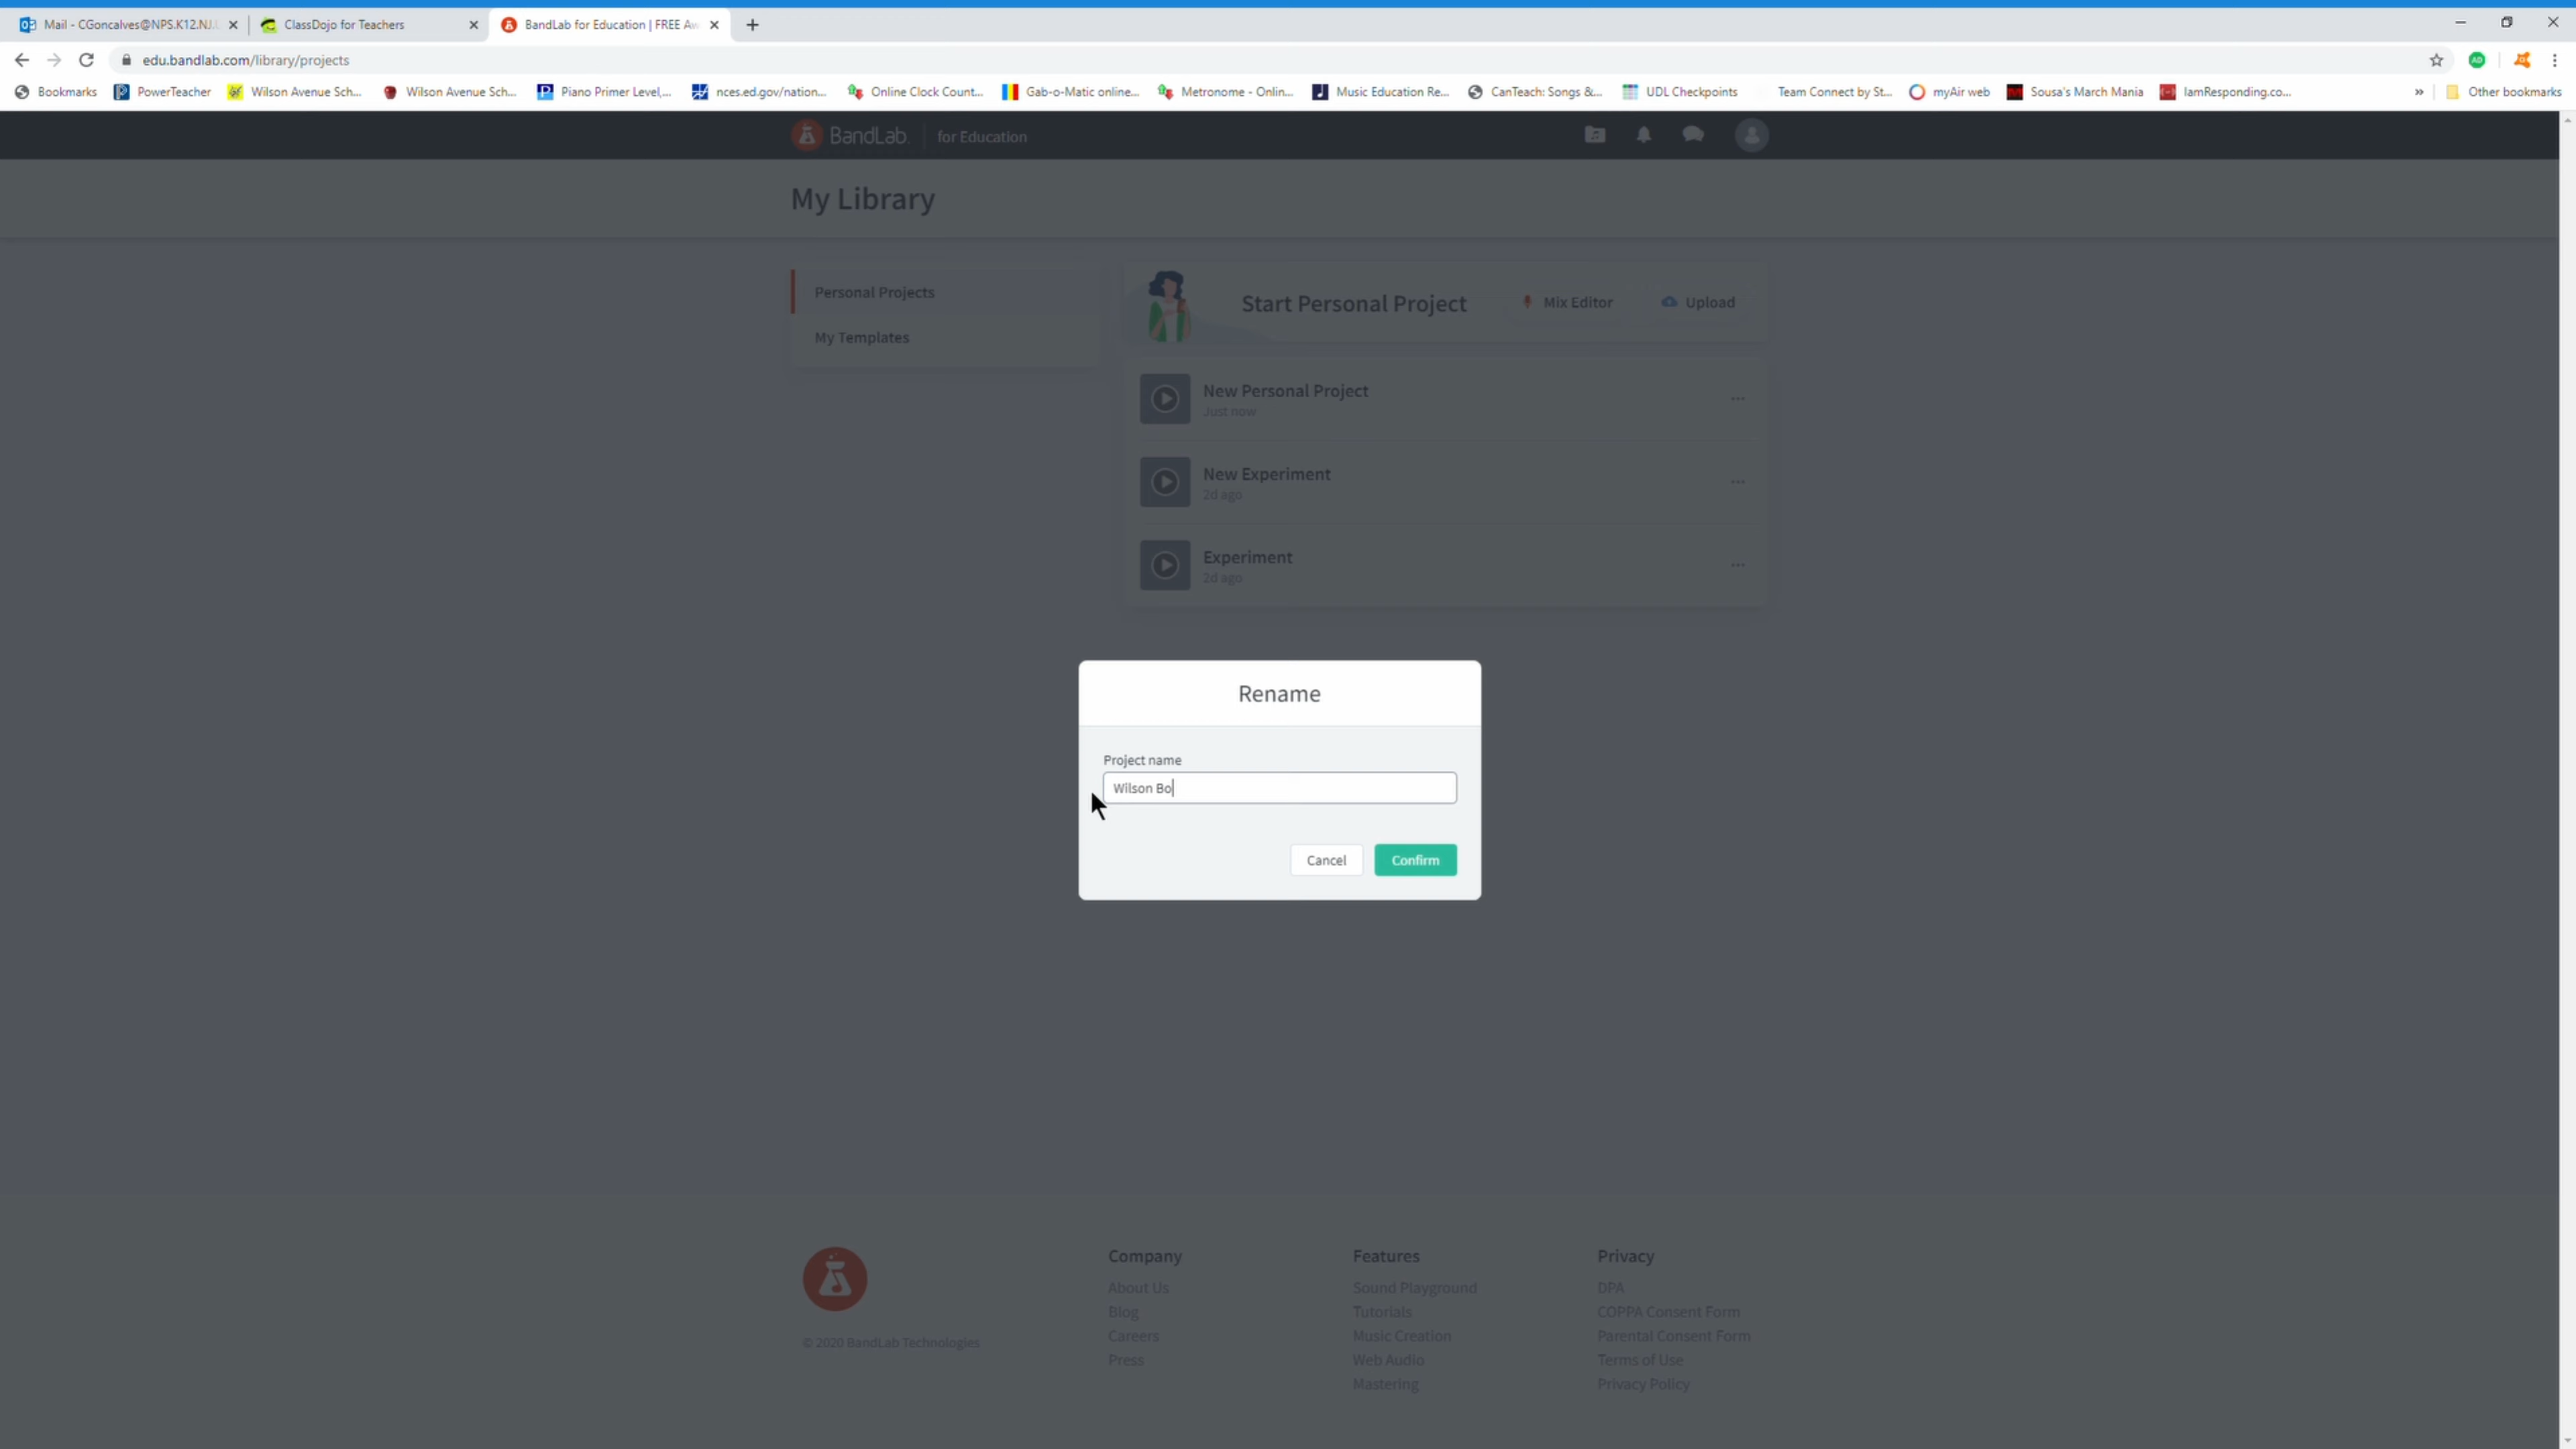 Mail - CGoncalves@NPS.K12.NJ.U
ClassDojo for Teachers
BandLab for Education | FREE Aw
edu.bandlab.com/library/projects
Bookmarks PowerTeacher Wilson Avenue Sch... Wilson Avenue Sch... Piano Primer Level,... nces.ed.gov/nation... Online Clock Count... Gab-o-Matic online... Metronome - Onlin... Music Education Re... CanTeach: Songs &... UDL Checkpoints Team Connect by St... myAir web Sousa's March Mania IamResponding.co... » Other bookmarks
BandLab for Education
My Library
Personal Projects
My Templates
Start Personal Project Mix Editor Upload
New Personal Project
Just now
New Experiment
2d ago
Experiment
2d ago
Rename
Project name
Wilson Bo
Cancel Confirm
© 2020 BandLab Technologies
Company
About Us
Blog
Careers
Press
Features
Sound Playground
Tutorials
Music Creation
Web Audio
Mastering
Privacy
DPA
COPPA Consent Form
Parental Consent Form
Terms of Use
Privacy Policy